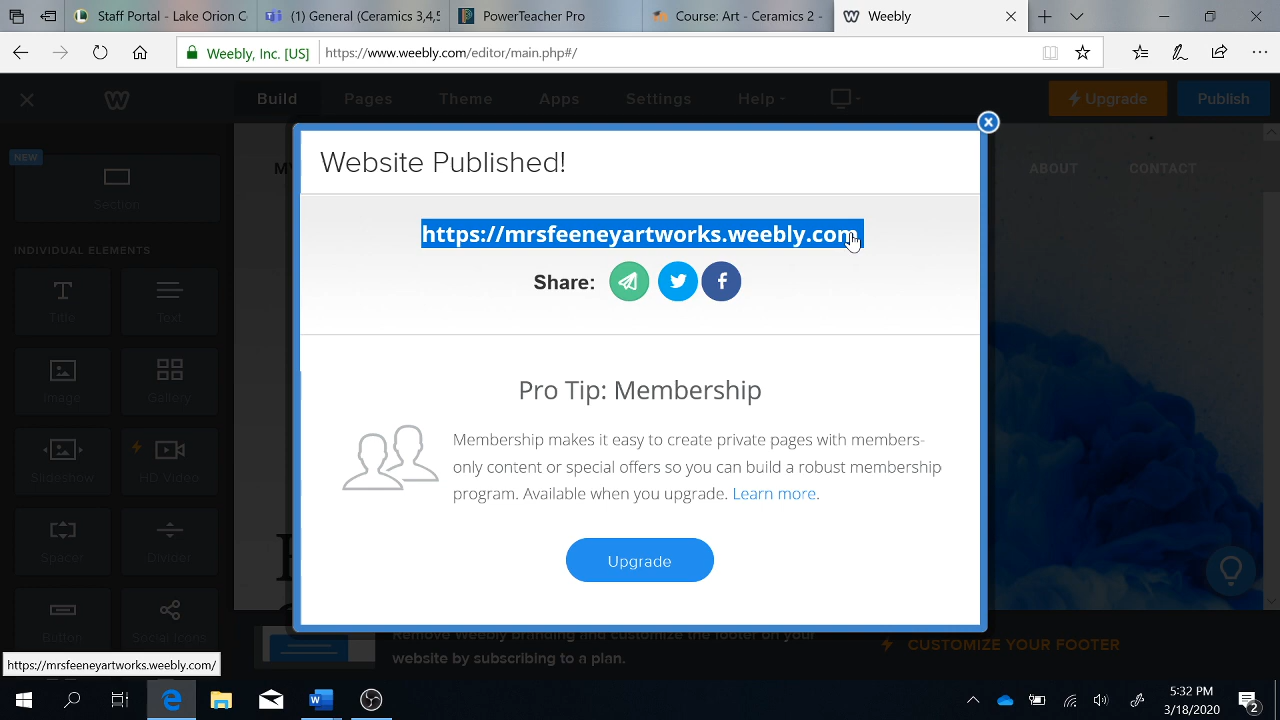 Staff Portal - Lake Orion C
(1) General (Ceramics 3,4,5
PowerTeacher Pro
Course: Art - Ceramics 2 -
Weebly
Weebly, Inc. [US]
https://www.weebly.com/editor/main.php#/
Build
Pages
Theme
Apps
Settings
Help
Upgrade
Publish
NEW
Section
INDIVIDUAL ELEMENTS
Title
Text
Image
Gallery
Slideshow
HD Video
Spacer
Divider
Button
Social Icons
ABOUT
CONTACT
Website Published!
https://mrsfeeneyartworks.weebly.com
Share:
Pro Tip: Membership
Membership makes it easy to create private pages with members-
only content or special offers so you can build a robust membership
program. Available when you upgrade. Learn more.
Upgrade
Remove Weebly branding and customize the footer on your
website by subscribing to a plan.
CUSTOMIZE YOUR FOOTER
https://mrsfeeneyartworks.weebly.com/
5:32 PM
3/18/2020
2